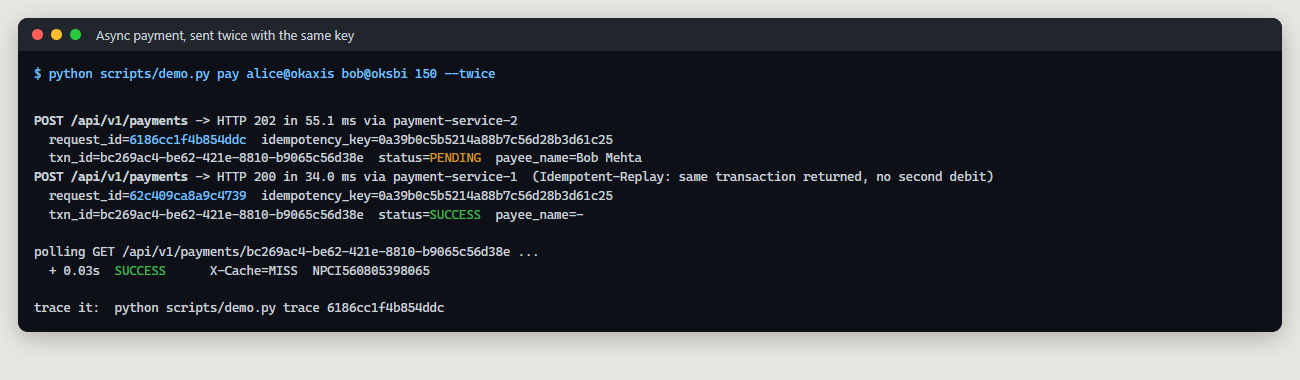 Async payment, sent twice with the same key
$ python scripts/demo.py pay alice@okaxis bob@oksbi 150 --twice
POST /api/v1/payments -> HTTP 202 in 55.1 ms via payment-service-2
request_id=6186cc1f4b854ddc idempotency_key=0a39b0c5b5214a88b7c56d28b3d61c25
txn_id=bc269ac4-be62-421e-8810-b9065c56d38e status=PENDING payee_name=Bob Mehta
POST /api/v1/payments -> HTTP 200 in 34.0 ms via payment-service-1 (Idempotent-Replay: same transaction returned, no second debit)
request_id=62c409ca8a9c4739 idempotency_key=0a39b0c5b5214a88b7c56d28b3d61c25
txn_id=bc269ac4-be62-421e-8810-b9065c56d38e status=SUCCESS payee_name=-
polling GET /api/v1/payments/bc269ac4-be62-421e-8810-b9065c56d38e ...
+ 0.03s SUCCESS X-Cache=MISS NPCI560805398065
trace it: python scripts/demo.py trace 6186cc1f4b854ddc